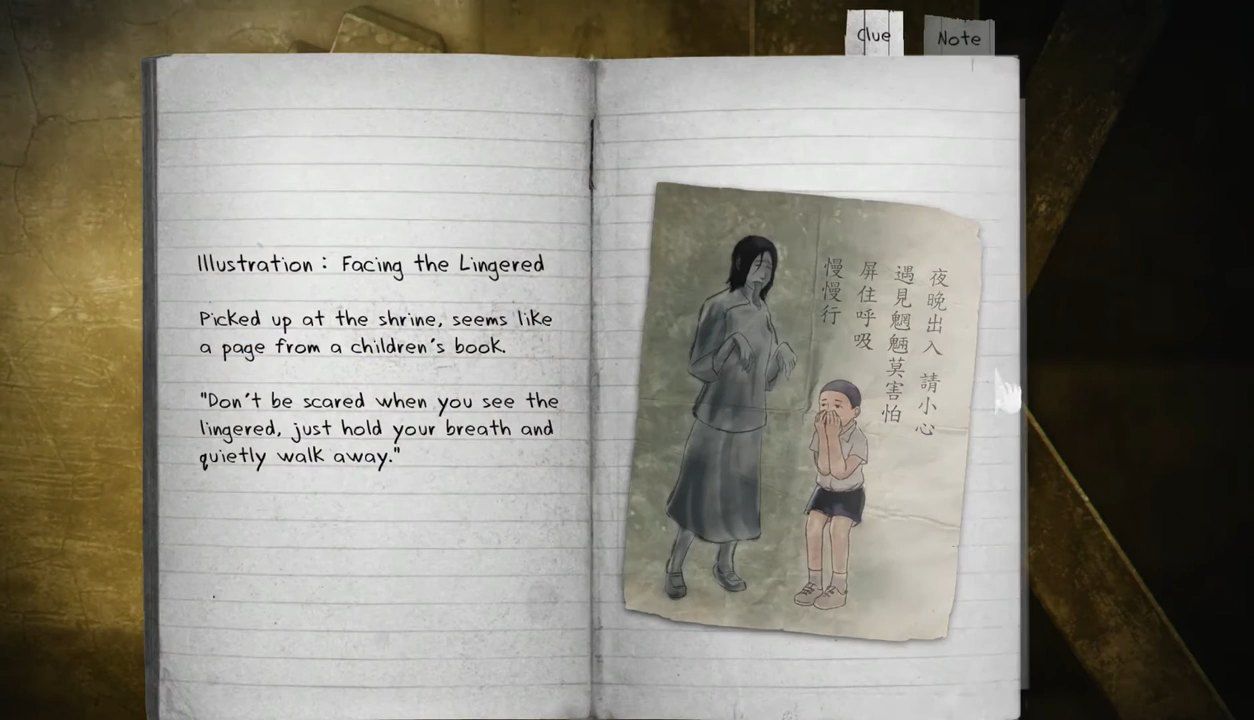 Clue
Note
Illustration : Facing the Lingered
Picked up at the shrine, seems like
a page from a children's book.
"Don't be scared when you see the
lingered, just hold your breath and
quietly walk away."
夜晚出入 請小心
遇見魍魎莫害怕
屏住呼吸
慢慢行